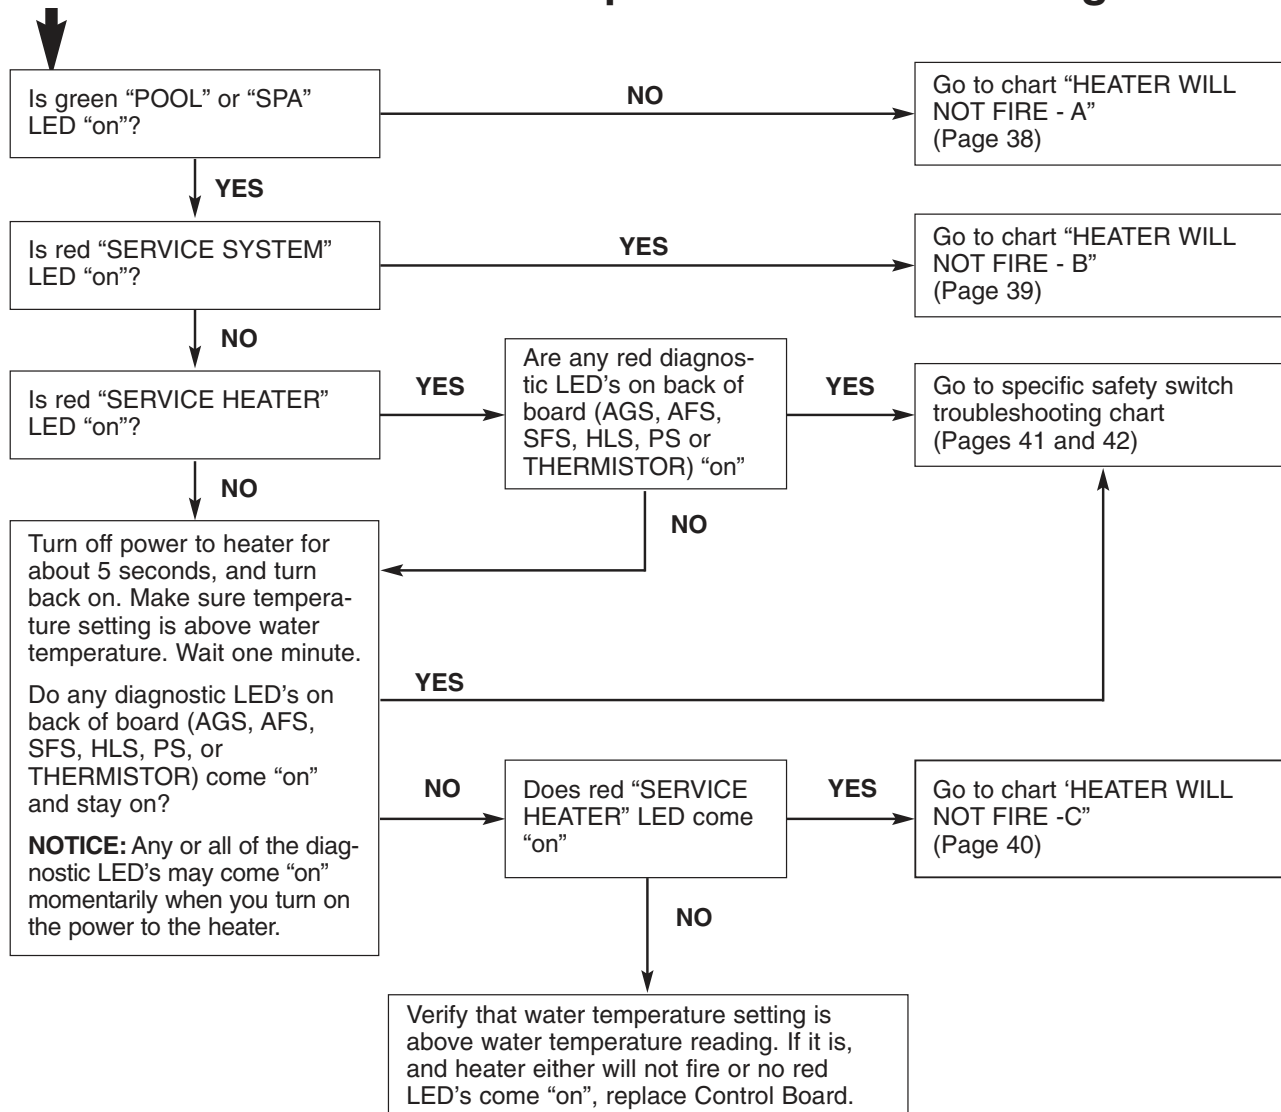 Is green “POOL” or “SPA”
LED “on”?
NO
Go to chart “HEATER WILL
NOT FIRE - A”
(Page 38)
YES
Is red “SERVICE SYSTEM”
LED “on”?
YES
Go to chart “HEATER WILL
NOT FIRE - B”
(Page 39)
NO
Is red “SERVICE HEATER”
LED “on”?
YES
Are any red diagnos-
tic LED's on back of
board (AGS, AFS,
SFS, HLS, PS or
THERMISTOR) “on”
YES
Go to specific safety switch
troubleshooting chart
(Pages 41 and 42)
NO
NO
Turn off power to heater for
about 5 seconds, and turn
back on. Make sure tempera-
ture setting is above water
temperature. Wait one minute.
Do any diagnostic LED's on
back of board (AGS, AFS,
SFS, HLS, PS, or
THERMISTOR) come “on”
and stay on?
NOTICE: Any or all of the diag-
nostic LED's may come “on”
momentarily when you turn on
the power to the heater.
YES
NO
Does red “SERVICE
HEATER” LED come
“on”
YES
Go to chart ‘HEATER WILL
NOT FIRE -C”
(Page 40)
NO
Verify that water temperature setting is
above water temperature reading. If it is,
and heater either will not fire or no red
LED's come “on”, replace Control Board.